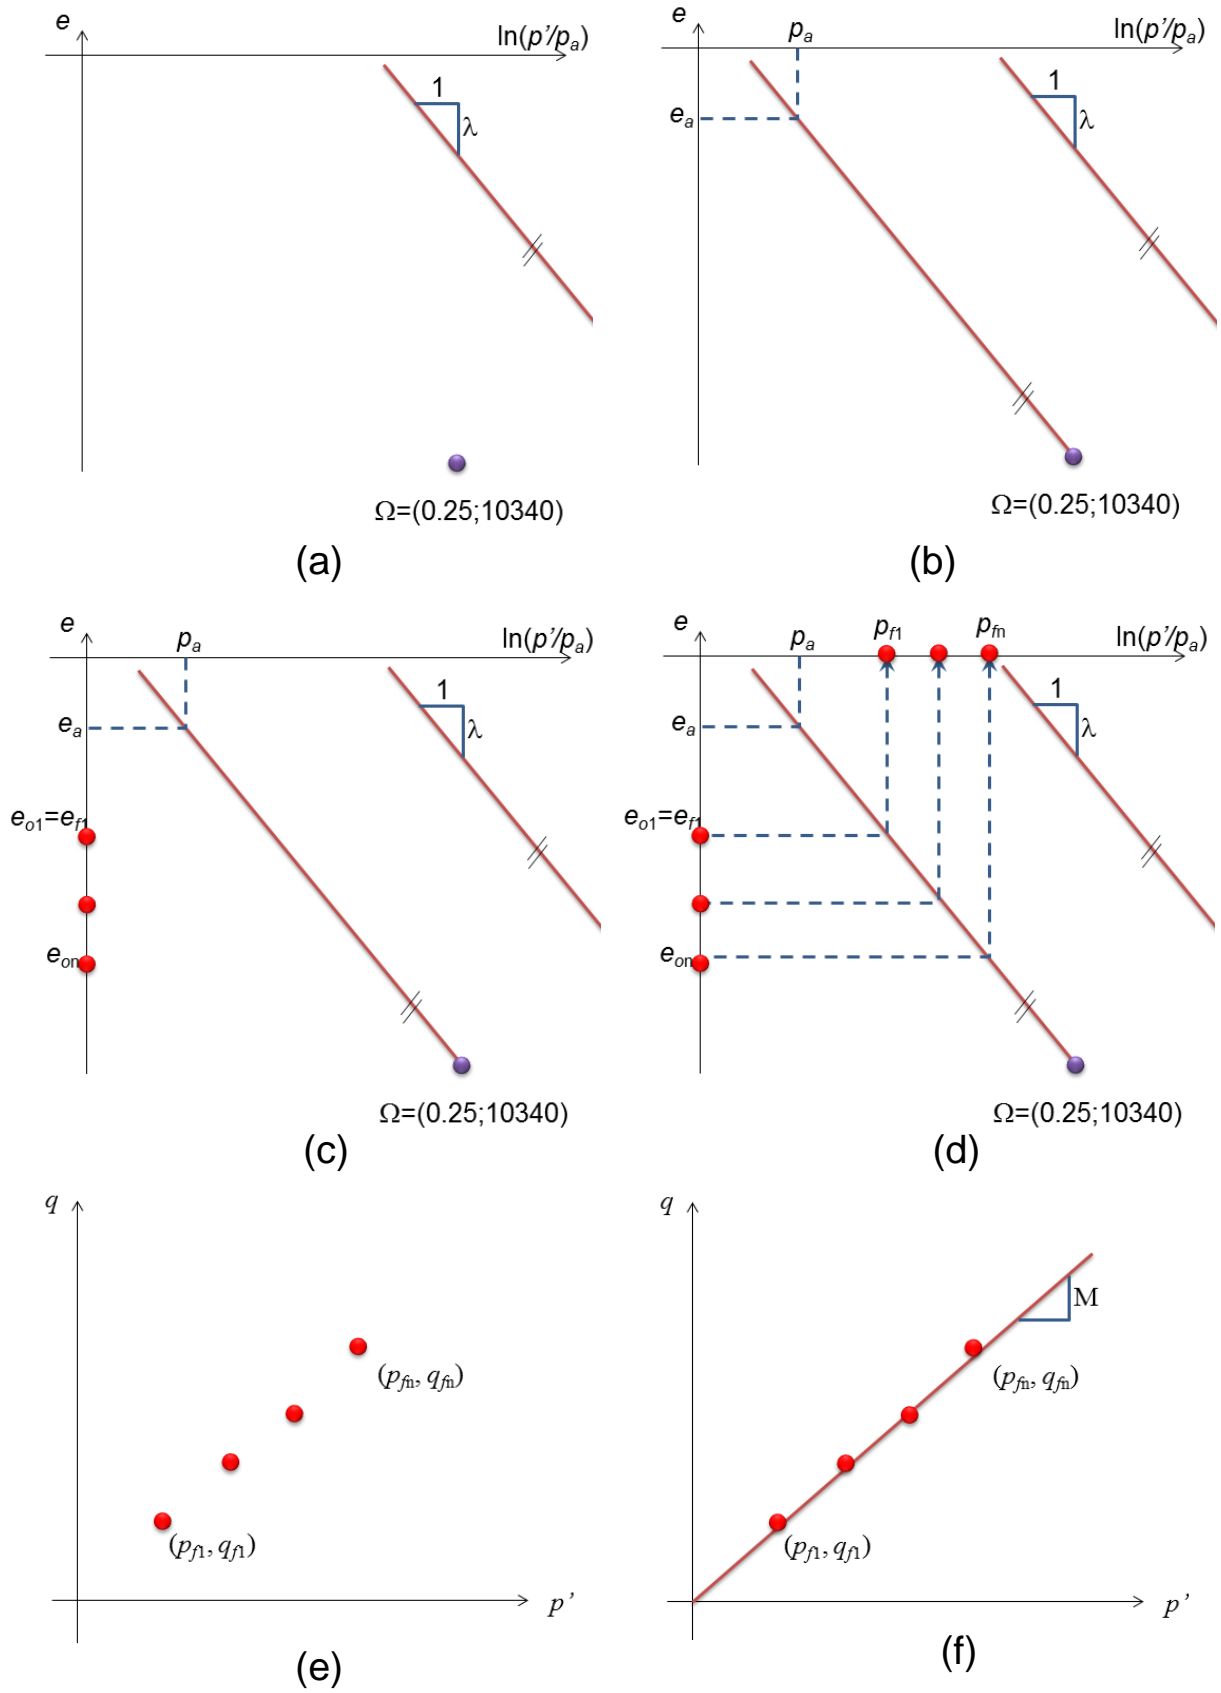 e
ln(p'/pa)
1
λ
Ω=(0.25;10340)
(a)
e
pa
ln(p'/pa)
1
ea
λ
Ω=(0.25;10340)
(b)
e
pa
ln(p'/pa)
1
ea
λ
eo1=ef1
eon
Ω=(0.25;10340)
(c)
e
pa
pf1
pfn
ln(p'/pa)
1
ea
λ
eo1=ef1
eon
Ω=(0.25;10340)
(d)
q
(pfn, qfn)
(pf1, qf1)
p'
(e)
q
M
(pfn, qfn)
(pf1, qf1)
p'
(f)